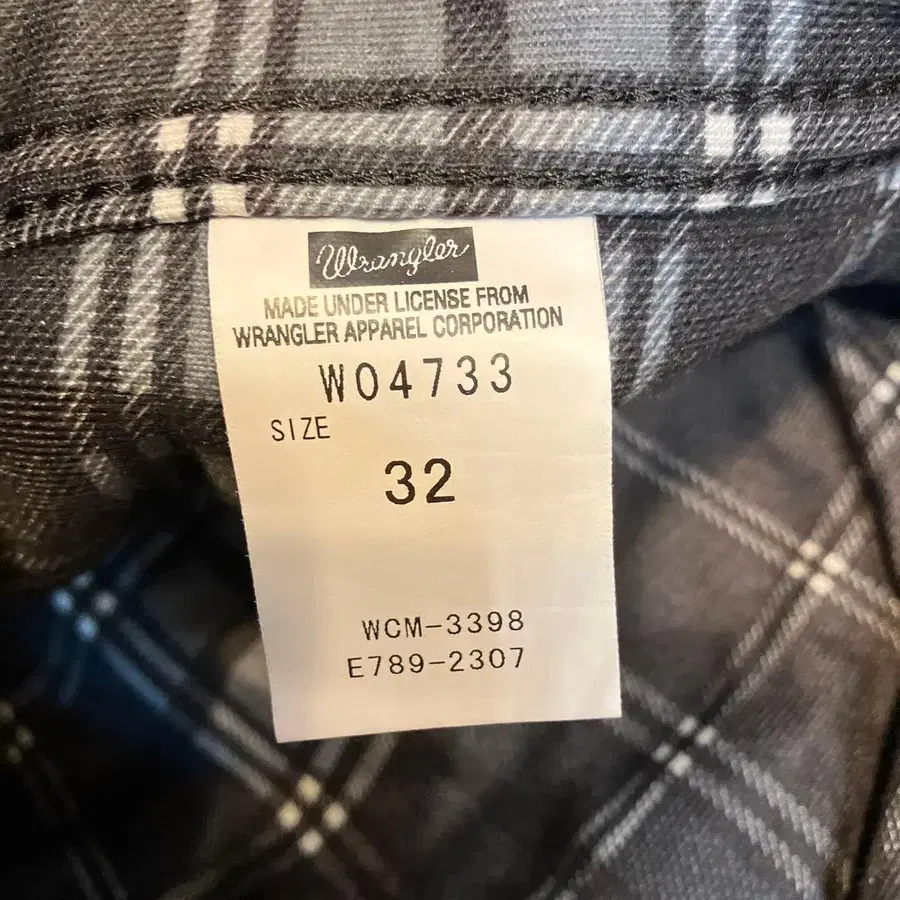 Wrangler
MADE UNDER LICENSE FROM
WRANGLER APPAREL CORPORATION
W04733
SIZE
32
WCM-3398
E789-2307